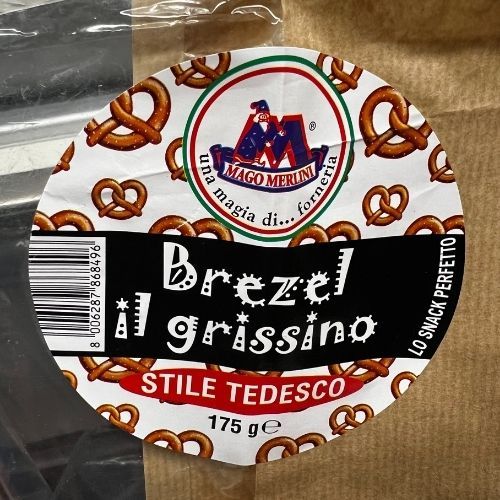 MAGO MERLINI
®
una magia di... forneria
Brezel
il grissino
LO SNACK PERFETTO
STILE TEDESCO
175 g℮
8 006287 868496